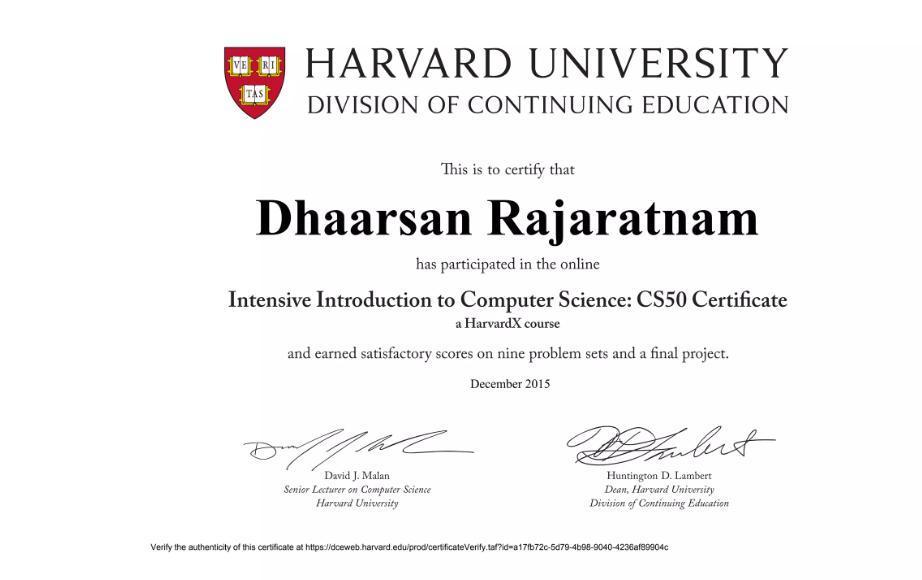 VE RI
TAS
HARVARD UNIVERSITY
DIVISION OF CONTINUING EDUCATION
This is to certify that
Dhaarsan Rajaratnam
has participated in the online
Intensive Introduction to Computer Science: CS50 Certificate
a HarvardX course
and earned satisfactory scores on nine problem sets and a final project.
December 2015
David J. Malan
Senior Lecturer on Computer Science
Harvard University
Huntington D. Lambert
Dean, Harvard University
Division of Continuing Education
Verify the authenticity of this certificate at https://dceweb.harvard.edu/prod/certificateVerify.taf?id=a17fb72c-5d79-4b98-9040-4236af89904c